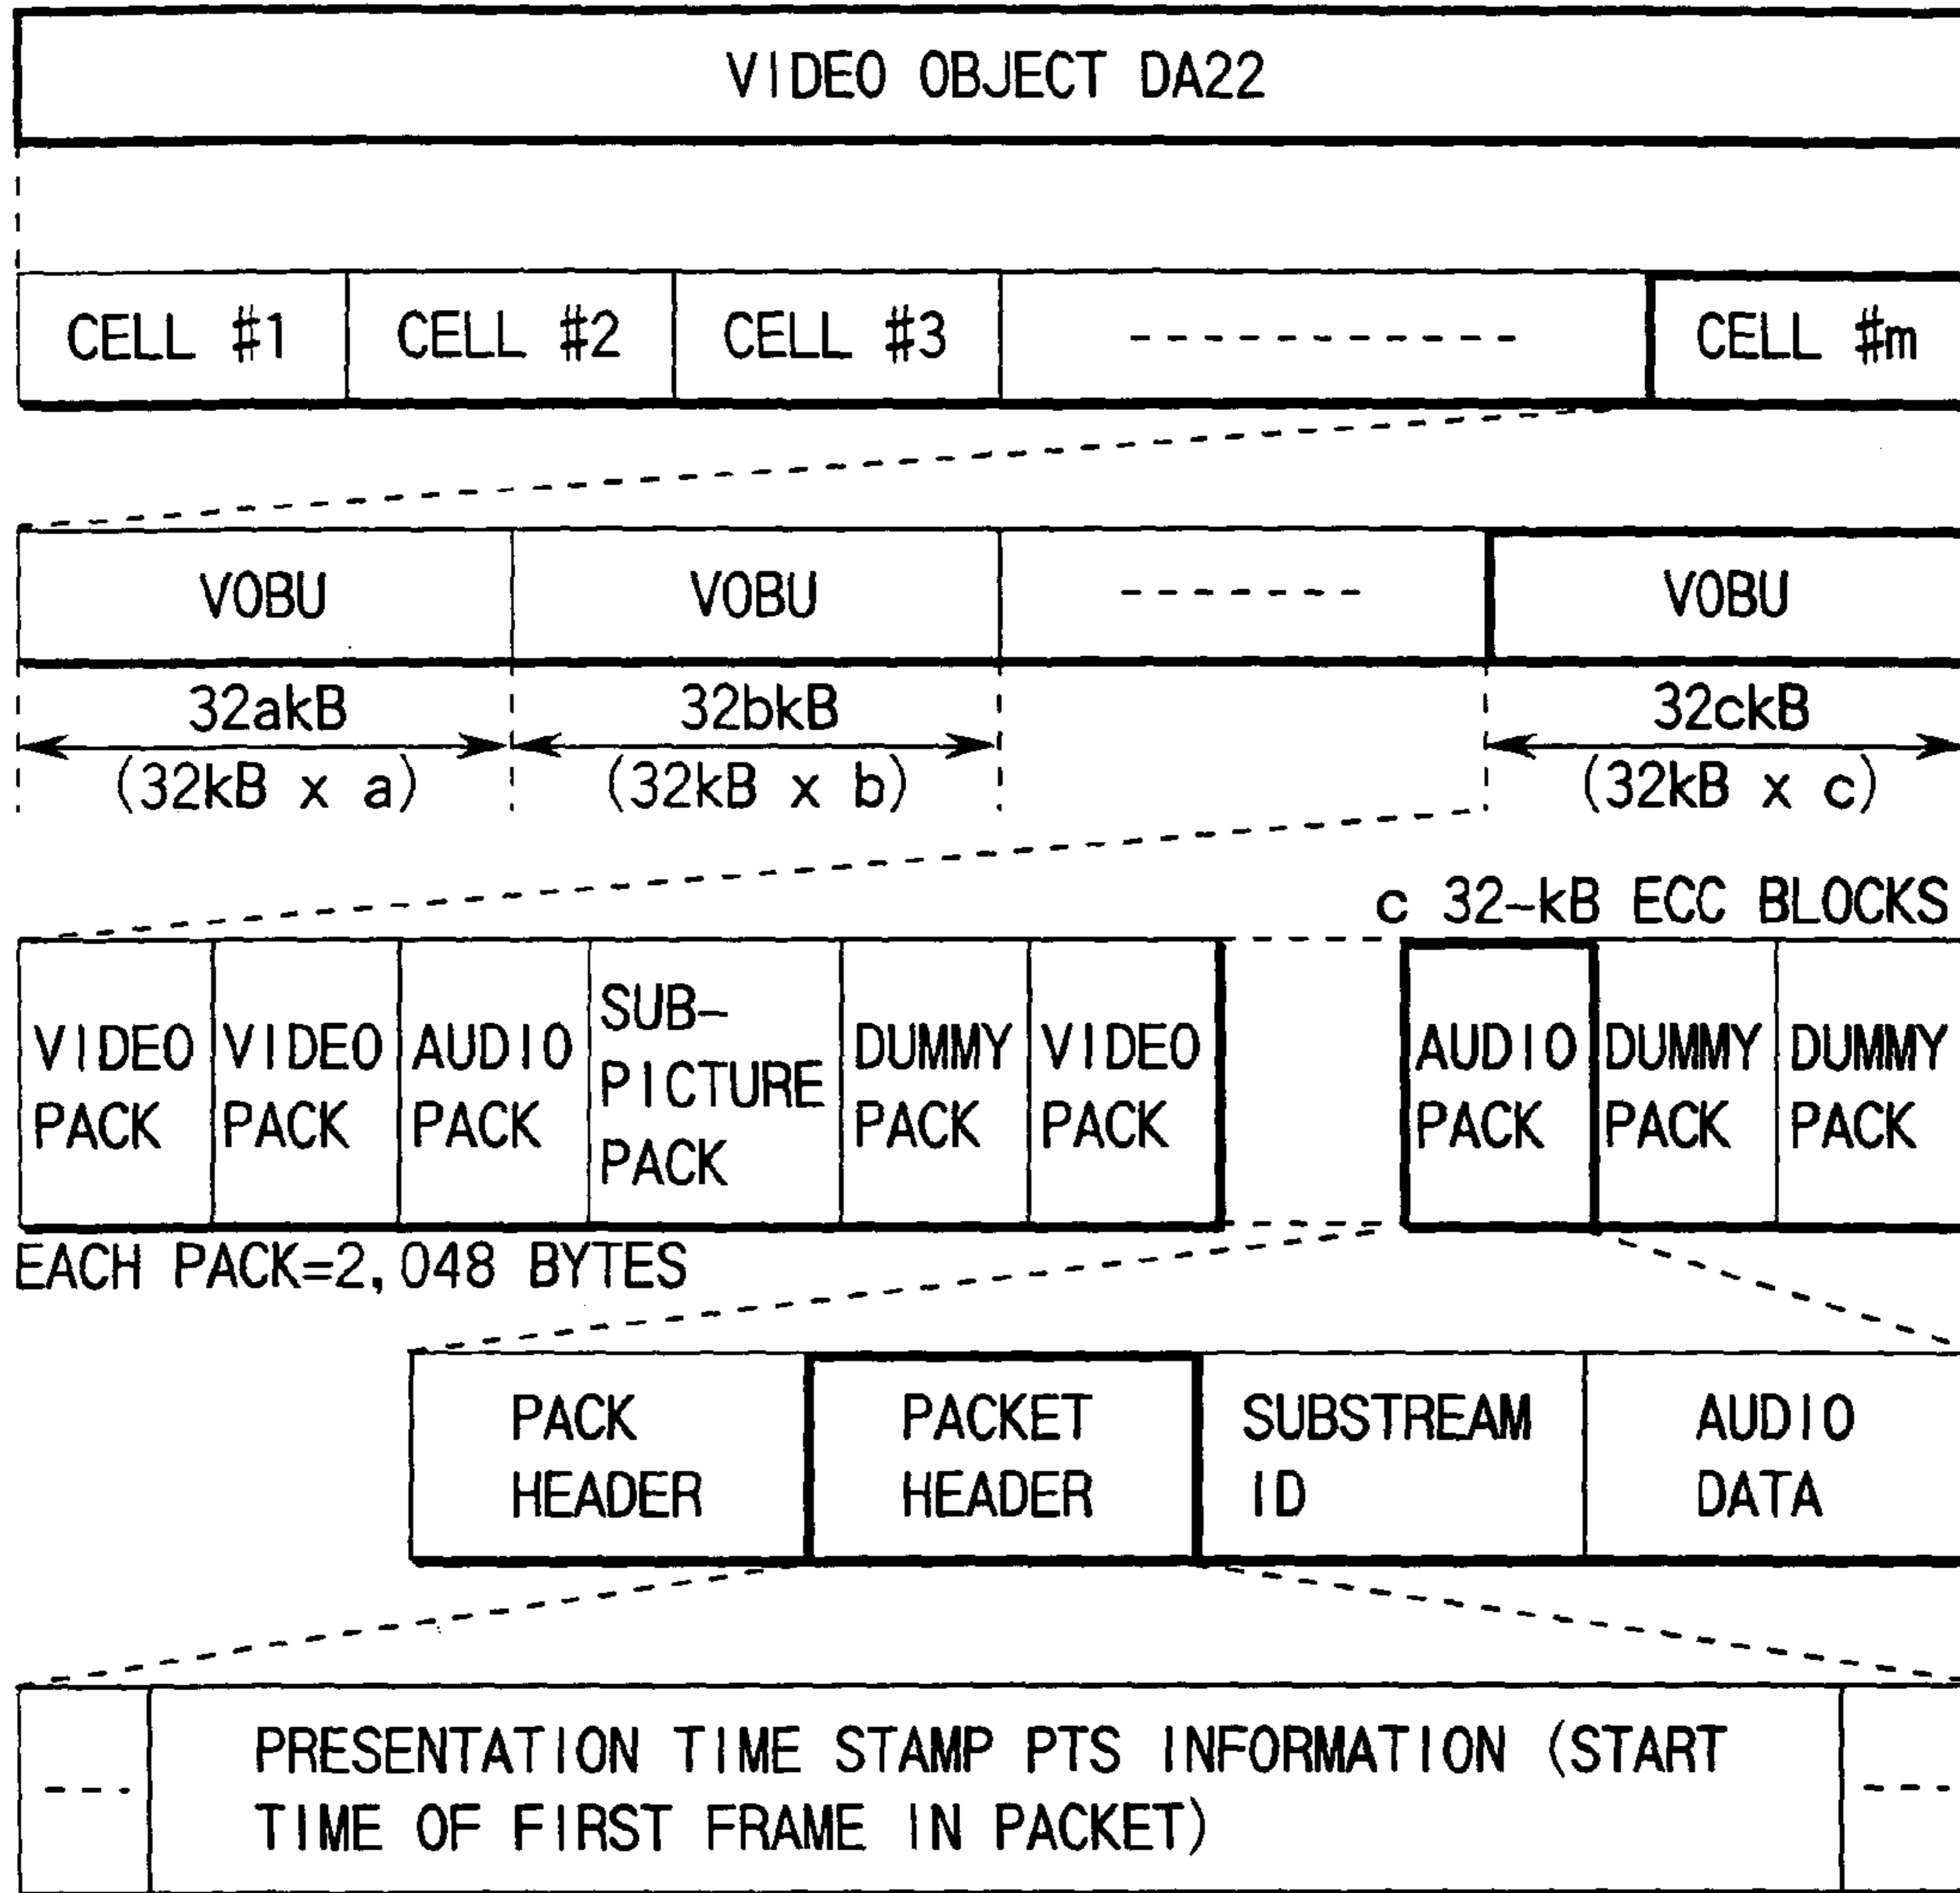 VIDEO OBJECT DA22
CELL #1 CELL #2 CELL #3 ----------- CELL #m
VOBU VOBU ------- VOBU
32akB 32bkB 32ckB
(32kB x a) (32kB x b) (32kB x c)
c 32-kB ECC BLOCKS
VIDEO PACK
VIDEO PACK
AUDIO PACK
SUB-
PICTURE
PACK
DUMMY PACK
VIDEO PACK
AUDIO PACK
DUMMY PACK
DUMMY PACK
EACH PACK=2,048 BYTES
PACK
HEADER
PACKET
HEADER
SUBSTREAM
ID
AUDIO
DATA
--- PRESENTATION TIME STAMP PTS INFORMATION (START ---
TIME OF FIRST FRAME IN PACKET)